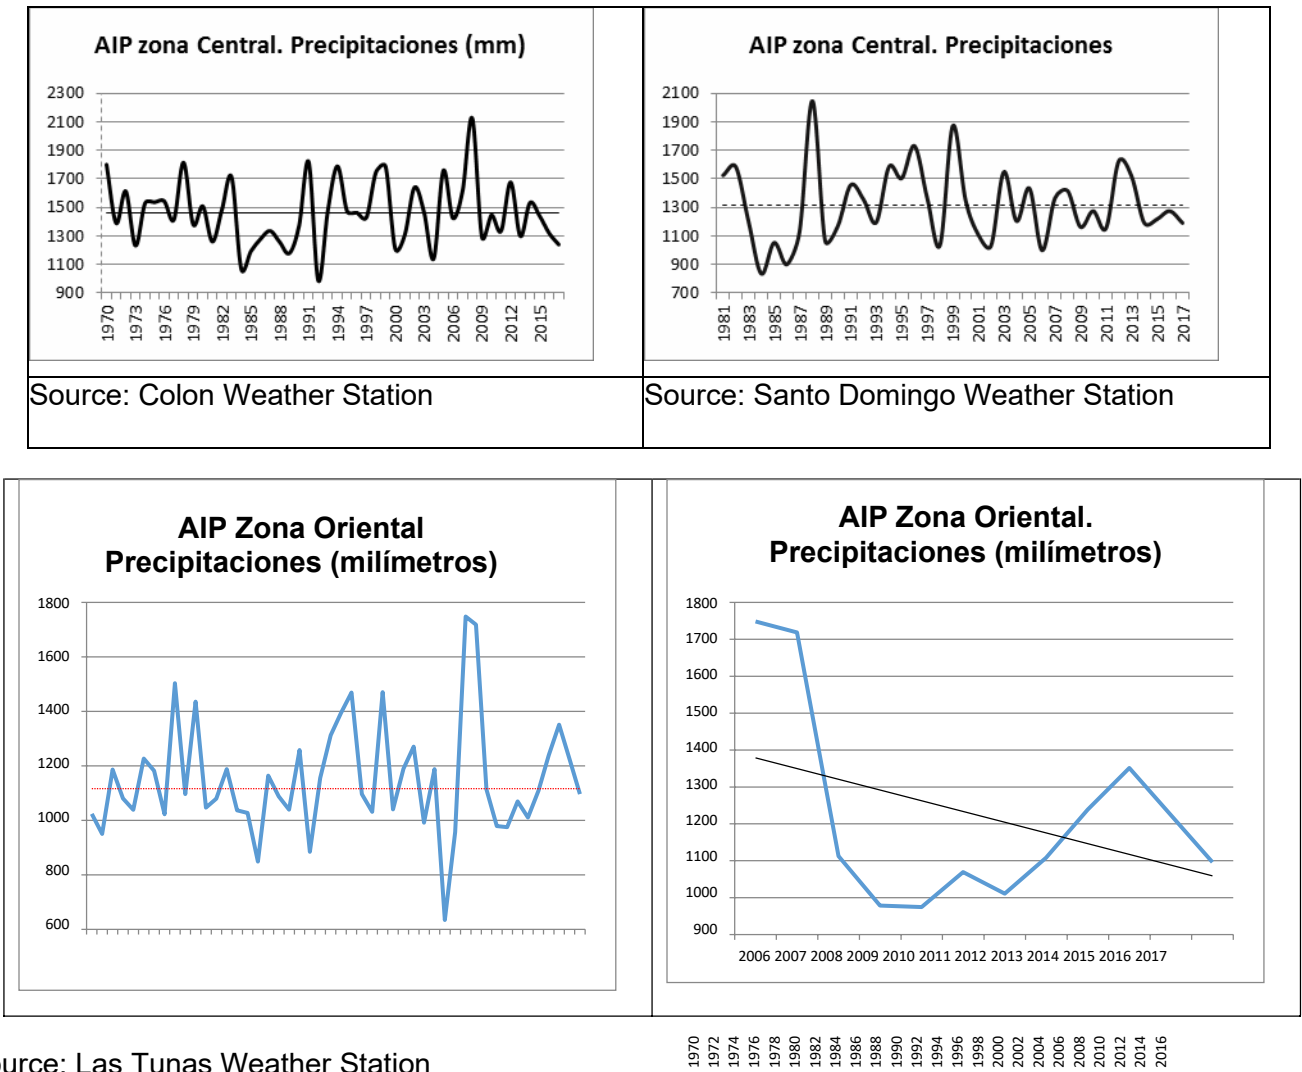 AIP zona Central. Precipitaciones (mm)
2300
2100
1900
1700
1500
1300
1100
900
1970 1973 1976 1979 1982 1985 1988 1991 1994 1997 2000 2003 2006 2009 2012 2015
Source: Colon Weather Station
AIP zona Central. Precipitaciones
2100
1900
1700
1500
1300
1100
900
700
1981 1983 1985 1987 1989 1991 1993 1995 1997 1999 2001 2003 2005 2007 2009 2011 2013 2015 2017
Source: Santo Domingo Weather Station
AIP Zona Oriental
Precipitaciones (milímetros)
1800
1600
1400
1200
1000
800
600
AIP Zona Oriental.
Precipitaciones (milímetros)
1800
1700
1600
1500
1400
1300
1200
1100
1000
900
2006 2007 2008 2009 2010 2011 2012 2013 2014 2015 2016 2017
1970 1972 1974 1976 1978 1980 1982 1984 1986 1988 1990 1992 1994 1996 1998 2000 2002 2004 2006 2008 2010 2012 2014 2016
ource: Las Tunas Weather Station